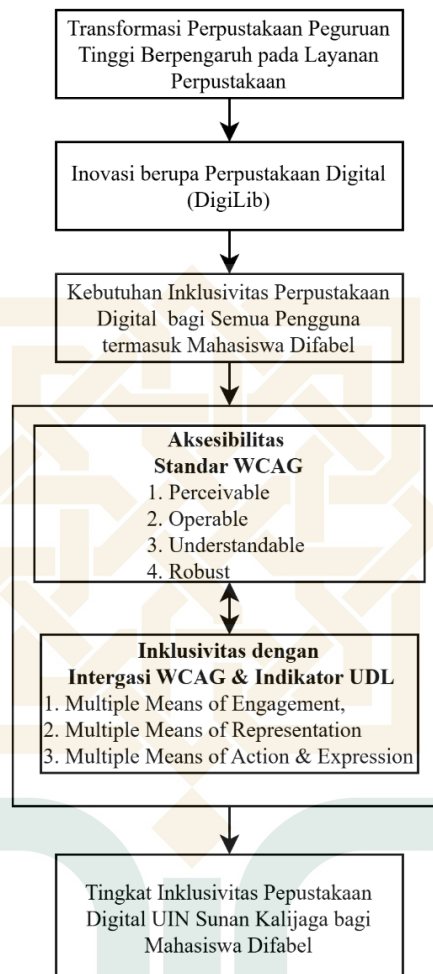 Transformasi Perpustakaan Peguruan
Tinggi Berpengaruh pada Layanan
Perpustakaan
Inovasi berupa Perpustakaan Digital
(DigiLib)
Kebutuhan Inklusivitas Perpustakaan
Digital bagi Semua Pengguna
termasuk Mahasiswa Difabel
Aksesibilitas
Standar WCAG
1. Perceivable
2. Operable
3. Understandable
4. Robust
Inklusivitas dengan
Intergasi WCAG & Indikator UDL
1. Multiple Means of Engagement,
2. Multiple Means of Representation
3. Multiple Means of Action & Expression
Tingkat Inklusivitas Pepustakaan
Digital UIN Sunan Kalijaga bagi
Mahasiswa Difabel